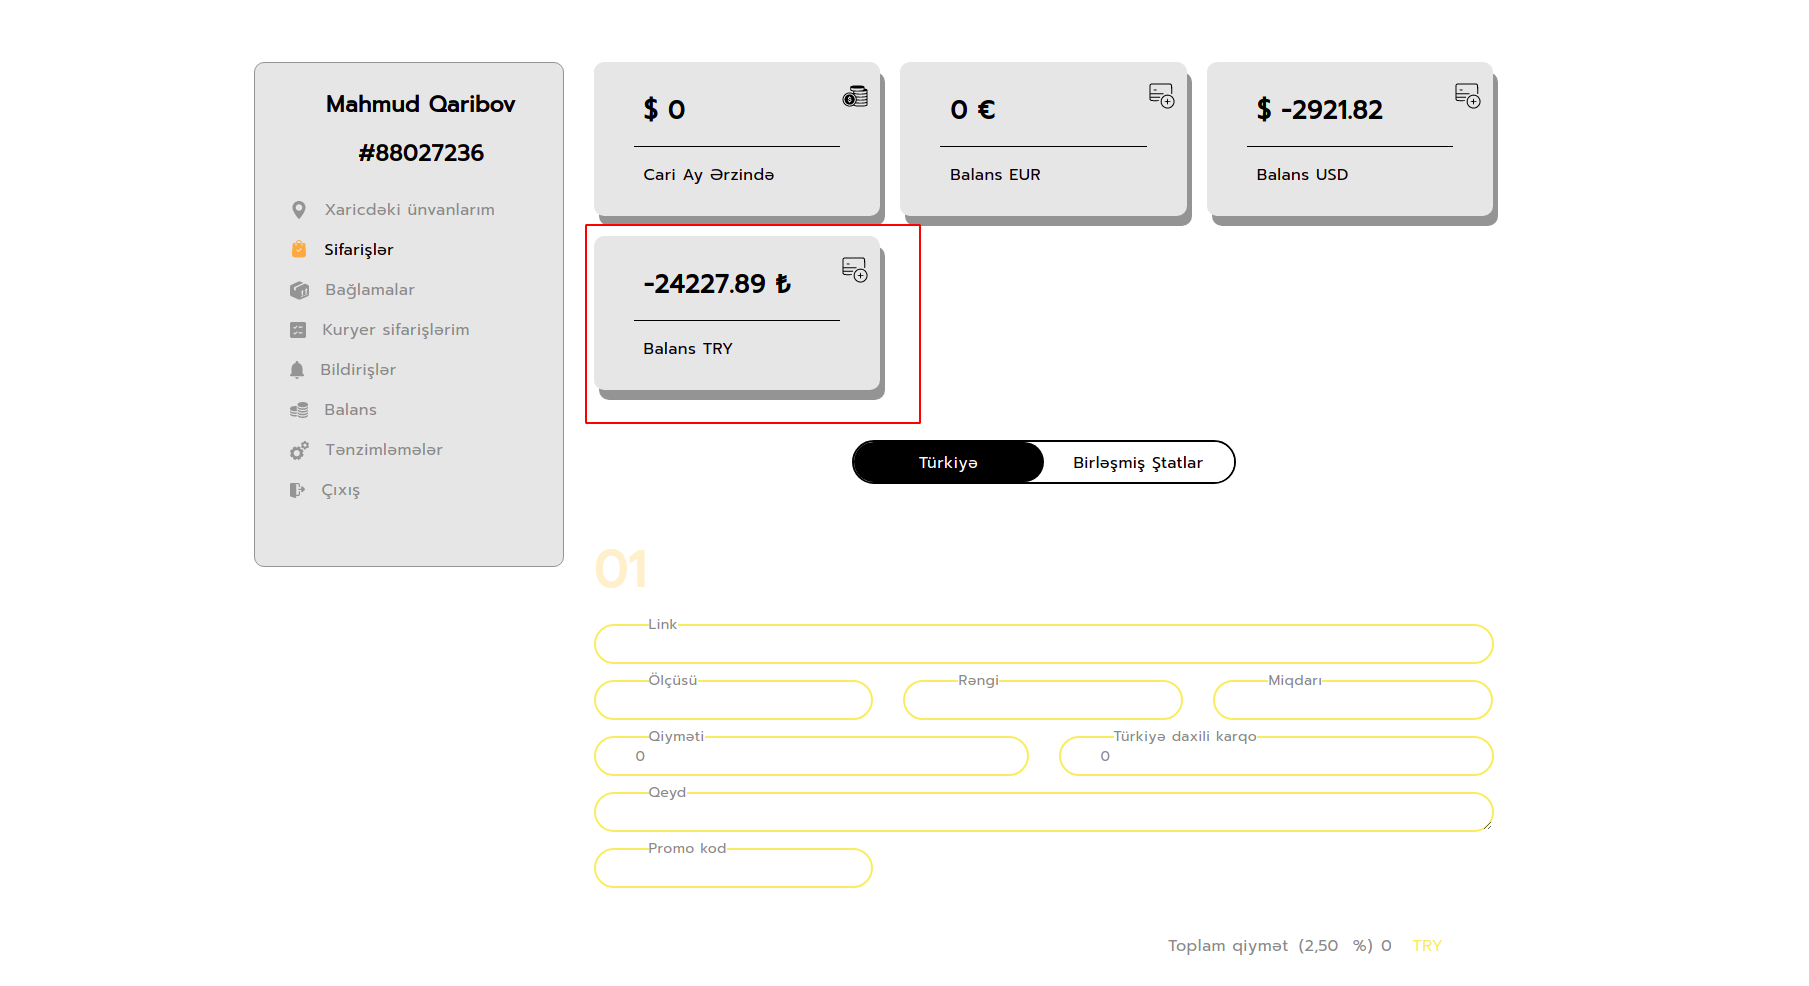 Mahmud Qaribov
#88027236
Xaricdəki ünvanlarım
Sifarişlər
Bağlamalar
Kuryer sifarişlərim
Bildirişlər
Balans
Tənzimləmələr
Çıxış
$ 0
Cari Ay Ərzində
0 €
Balans EUR
$ -2921.82
Balans USD
-24227.89 ₺
Balans TRY
Türkiyə
Birləşmiş Ştatlar
01
Link
Ölçüsü
Rəngi
Miqdarı
Qiyməti
0
Türkiyə daxili karqo
0
Qeyd
Promo kod
Toplam qiymət (2,50 %) 0 TRY